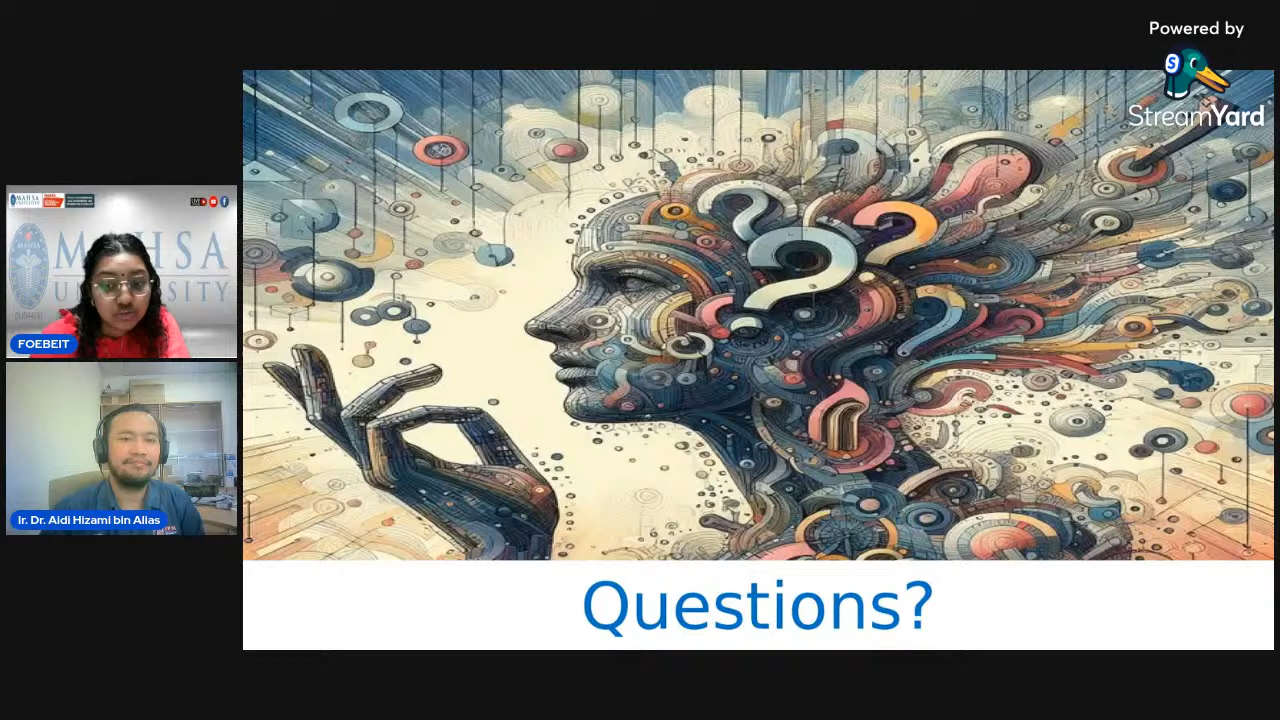 Powered by
StreamYard
MAHSA
UNIVERSITY
FOEBEIT
Ir. Dr. Aidi Hizami bin Alias
Questions?